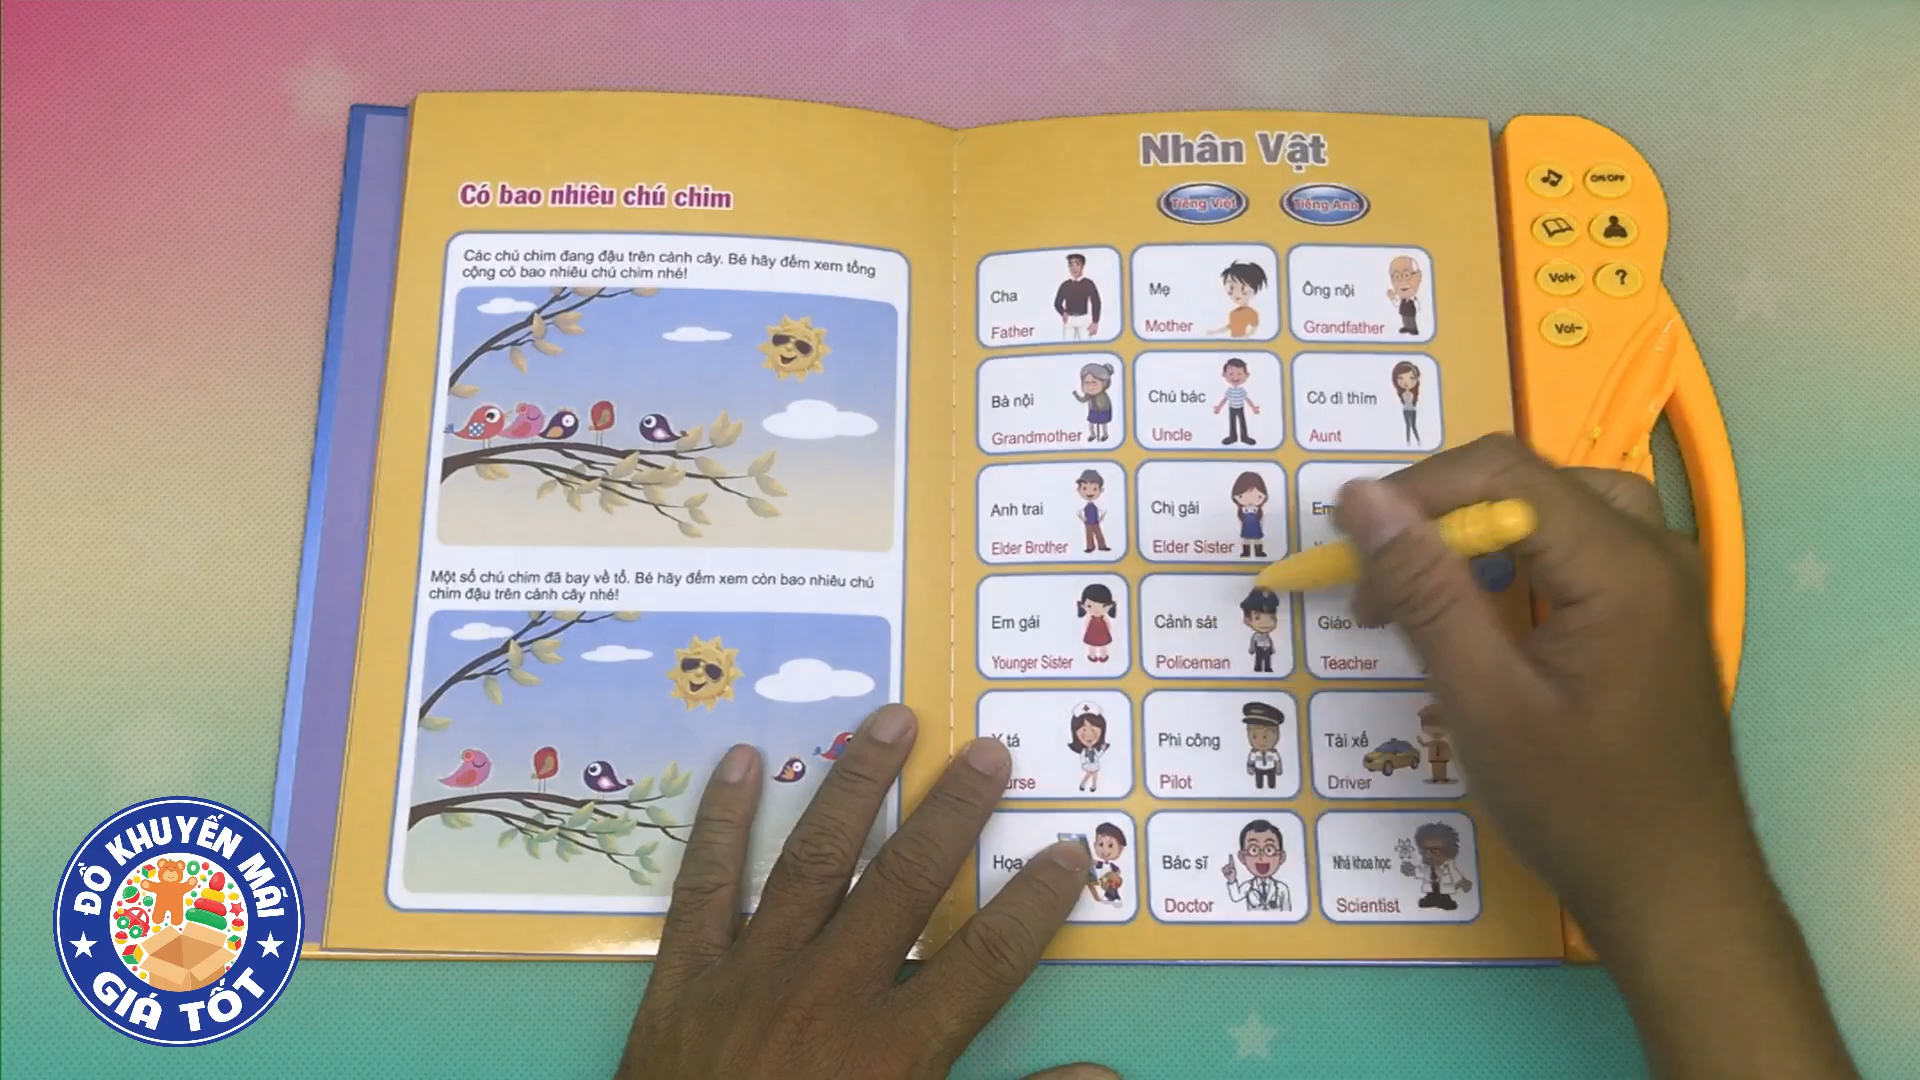 Có bao nhiêu chú chim
Các chú chim đang đậu trên cành cây. Bé hãy đếm xem tổng
cộng có bao nhiêu chú chim nhé!
Một số chú chim đã bay về tổ. Bé hãy đếm xem còn bao nhiêu chú
chim đậu trên cành cây nhé!
Nhân Vật
Tiếng Việt
Tiếng Anh
Cha
Father
Mẹ
Mother
Ông nội
Grandfather
Bà nội
Grandmother
Chú bác
Uncle
Cô dì thím
Aunt
Anh trai
Elder Brother
Chị gái
Elder Sister
Em gái
Younger Sister
Cảnh sát
Policeman
Giáo viên
Teacher
Y tá
Phi công
Pilot
Tài xế
Driver
Họa
Bác sĩ
Doctor
Nhà khoa học
Scientist
ON/OFF
Vol+
?
Vol-
ĐỒ KHUYẾN MÃI
GIÁ TỐT